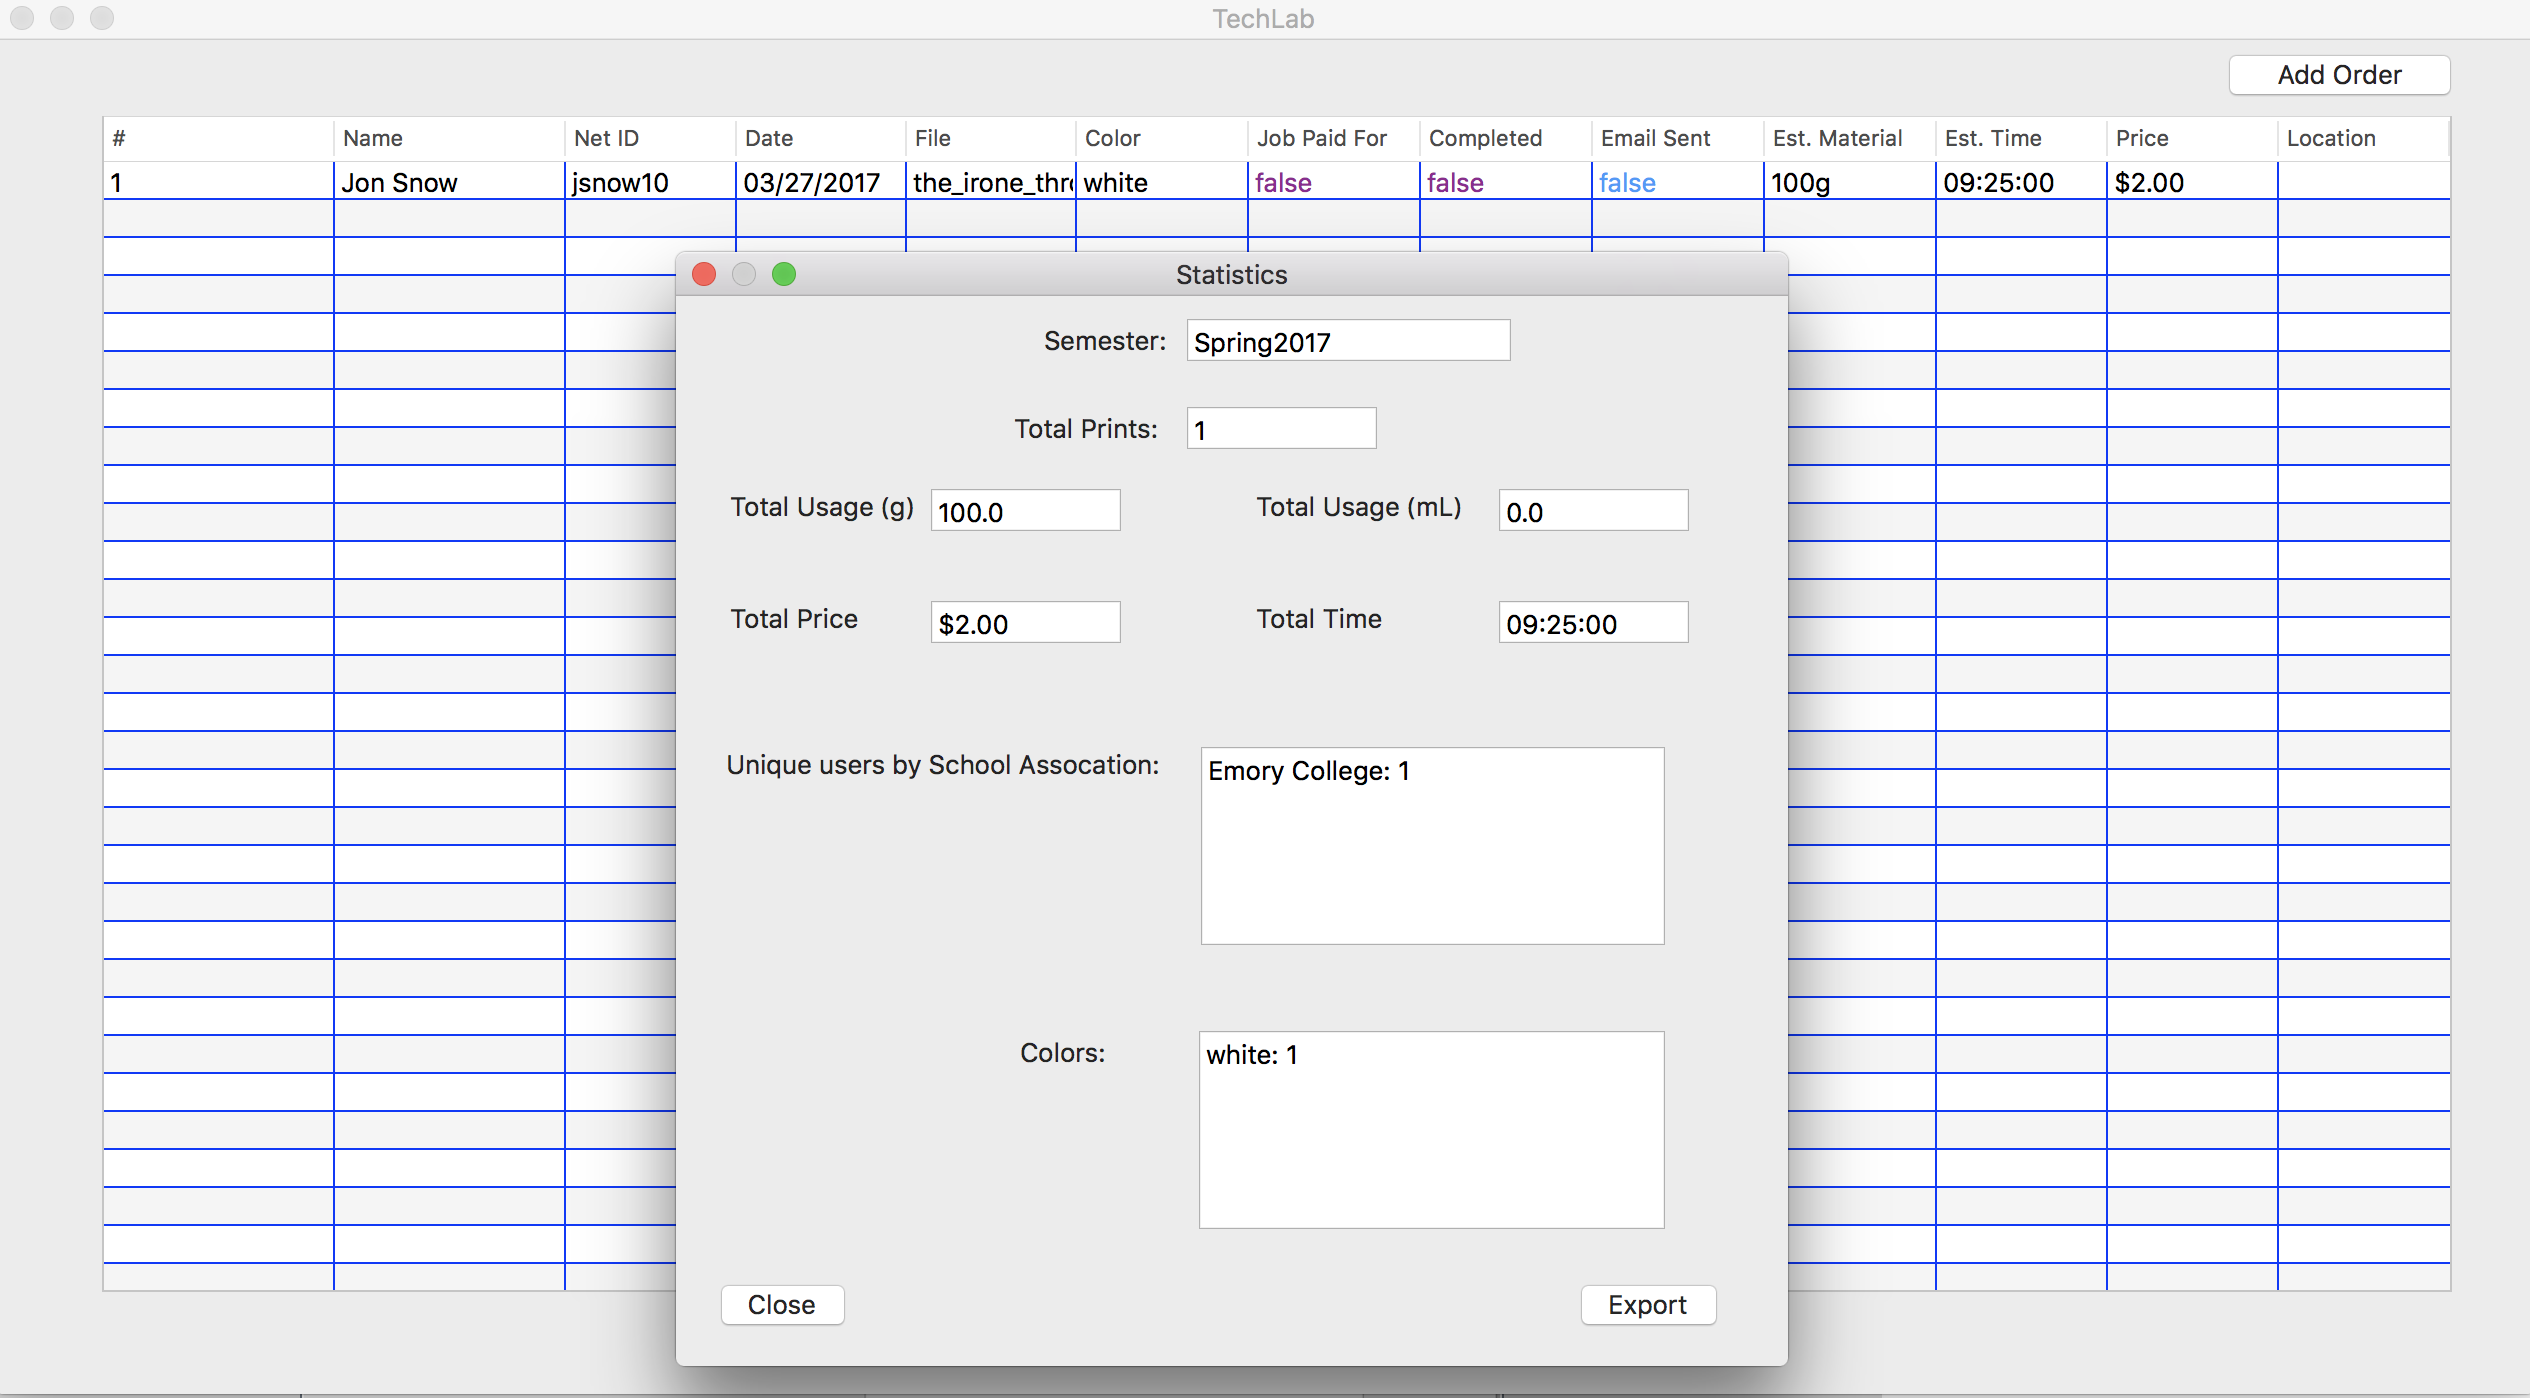 TechLab
Add Order
# Name Net ID Date File Color Job Paid For Completed Email Sent Est. Material Est. Time Price Location
1 Jon Snow jsnow10 03/27/2017 the_irone_thr white false false false 100g 09:25:00 $2.00
Statistics
Semester: Spring2017
Total Prints: 1
Total Usage (g) 100.0 Total Usage (mL) 0.0
Total Price $2.00 Total Time 09:25:00
Unique users by School Assocation: Emory College: 1
Colors: white: 1
Close Export